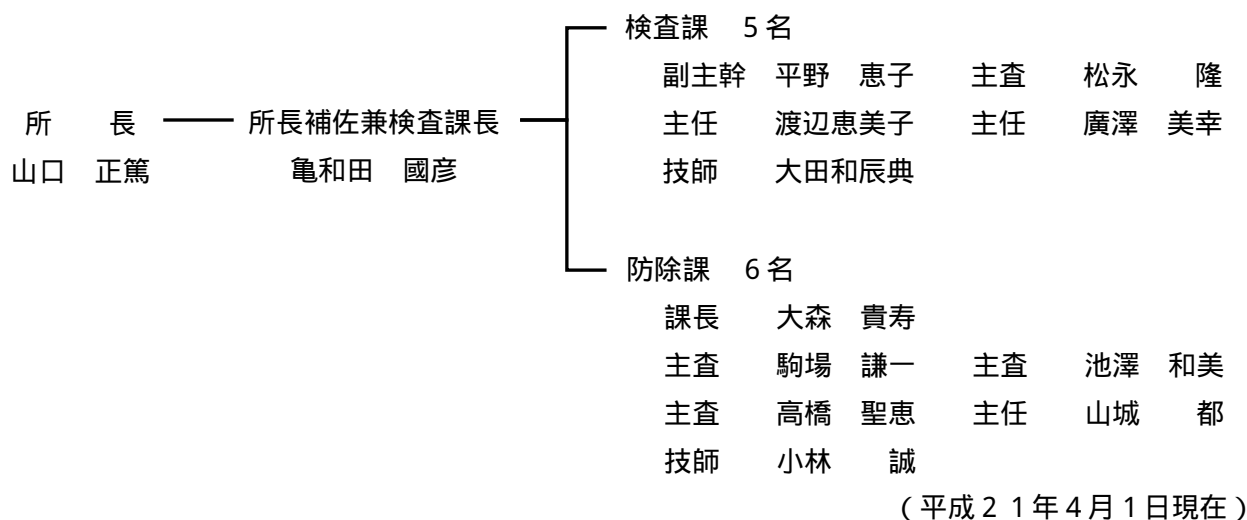 検査課　5名
副主幹　平野　恵子　　主査　　松永　　隆
所　　長　　所長補佐兼検査課長　　主任　　渡辺恵美子　　主任　　廣澤　美幸
山口　正篤　　亀和田　國彦　　技師　　大田和辰典
防除課　6名
課長　　大森　貴寿
主査　　駒場　謙一　　主査　　池澤　和美
主査　　高橋　聖恵　　主任　　山城　　都
技師　　小林　　誠
（平成21年4月1日現在）